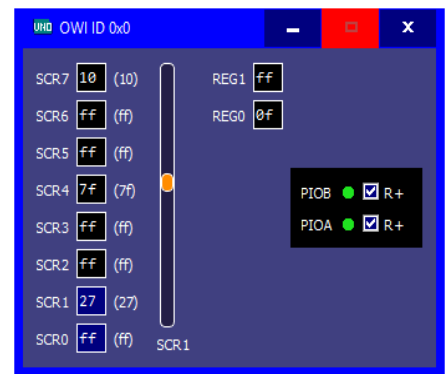 UNO OWI ID 0x0
SCR7 10 (10) REG1 ff
SCR6 ff (ff) REG0 0f
SCR5 ff (ff)
SCR4 7f (7f) PIOB R+
SCR3 ff (ff) PIOA R+
SCR2 ff (ff)
SCR1 27 (27)
SCR0 ff (ff) SCR1